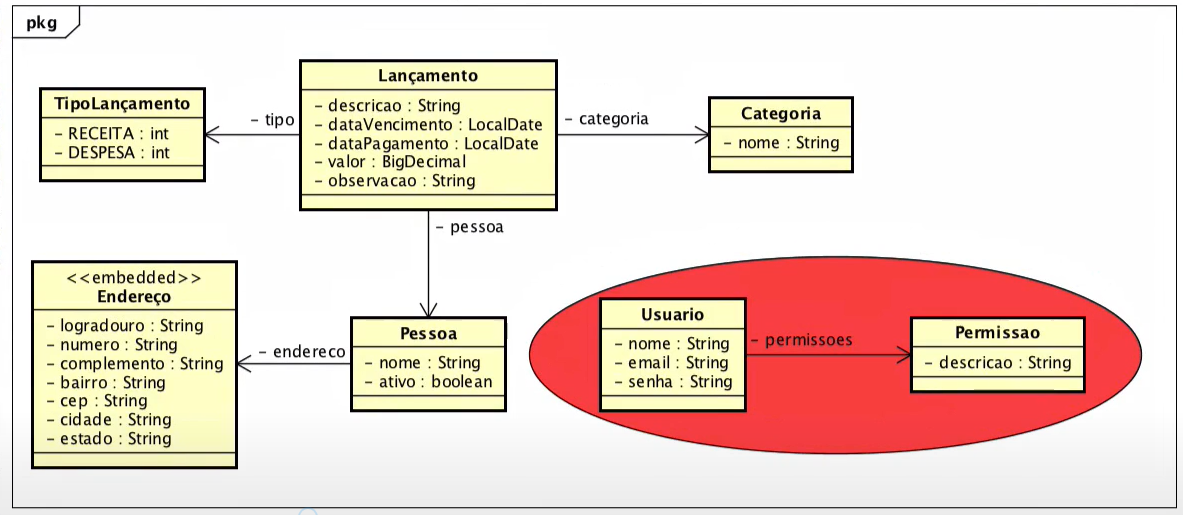 pkg
TipoLançamento
- RECEITA : int
- DESPESA : int
- tipo
Lançamento
- descricao : String
- dataVencimento : LocalDate
- dataPagamento : LocalDate
- valor : BigDecimal
- observacao : String
- categoria
Categoria
- nome : String
- pessoa
<<embedded>>
Endereço
- logradouro : String
- numero : String
- complemento : String
- bairro : String
- cep : String
- cidade : String
- estado : String
- endereco
Pessoa
- nome : String
- ativo : boolean
Usuario
- nome : String
- email : String
- senha : String
- permissoes
Permissao
- descricao : String